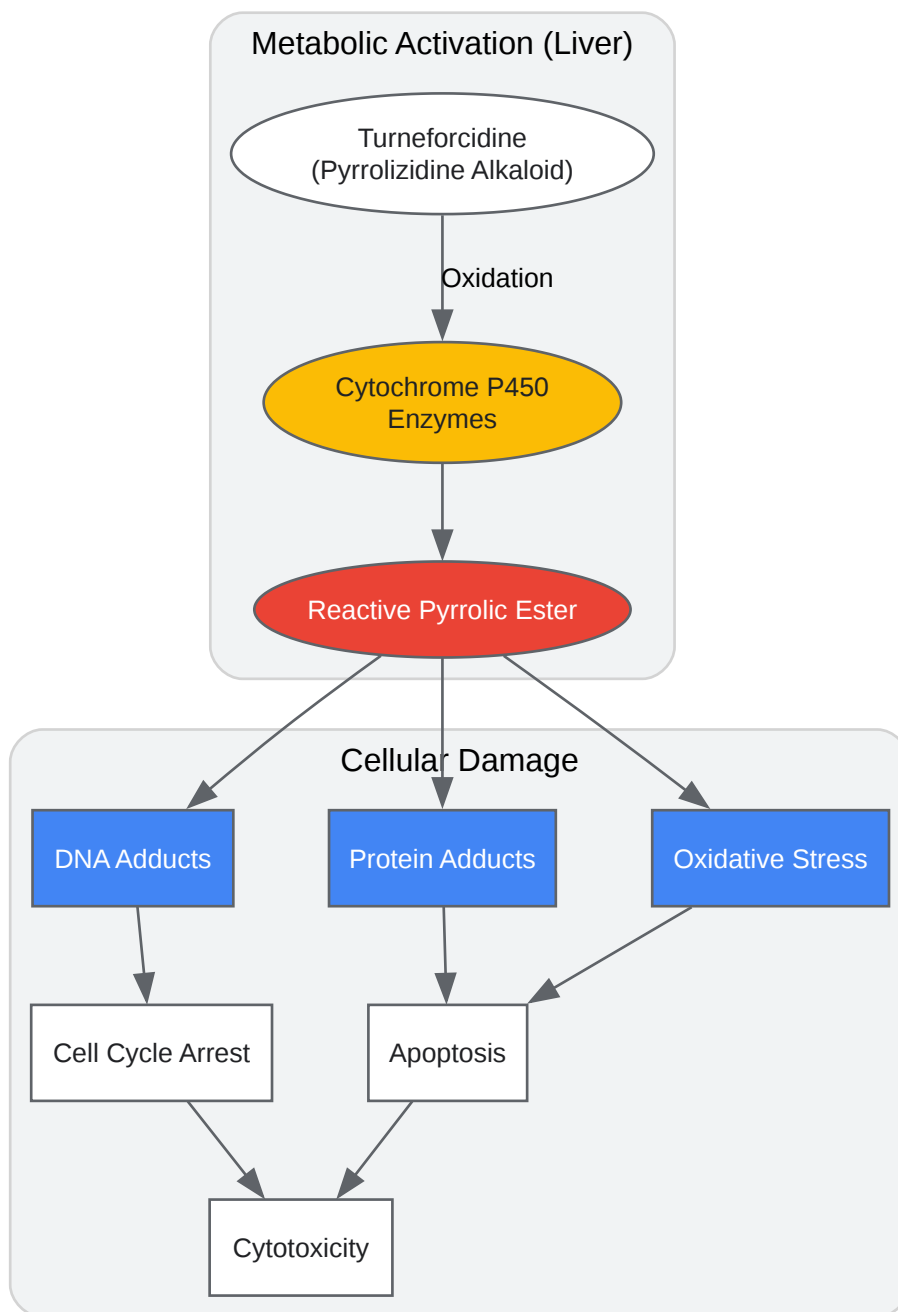 Metabolic Activation (Liver)
Turneforcidine
(Pyrrolizidine Alkaloid)
Oxidation
Cytochrome P450
Enzymes
Reactive Pyrrolic Ester
Cellular Damage
DNA Adducts
Protein Adducts
Oxidative Stress
Cell Cycle Arrest
Apoptosis
Cytotoxicity